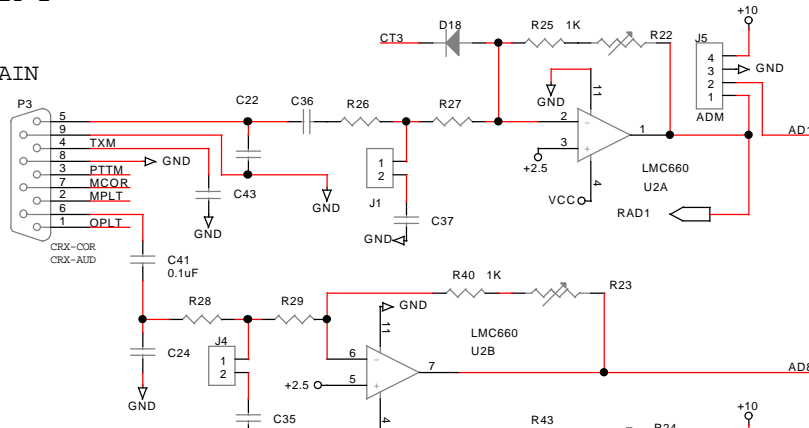 AIN
P3
5
9
4
8
3
7
2
6
1
TXM
GND
PTTM
MCOR
MPLT
OPLT
CRX-COR
CRX-AUD
C22
C43
GND
C36
R26
R27
GND
J1
1
2
C37
GND
CT3
D18
R25 1K
R22
GND
11
2
3
1
+2.5
4
VCC
LMC660
U2A
RAD1
+10
J5
4
3
2
1
GND
ADM
AD1
C41
0.1uF
R28
R29
C24
GND
J4
1
2
C35
R40 1K
R23
GND
11
6
5
7
+2.5
4
LMC660
U2B
AD8
R43
R24
+10